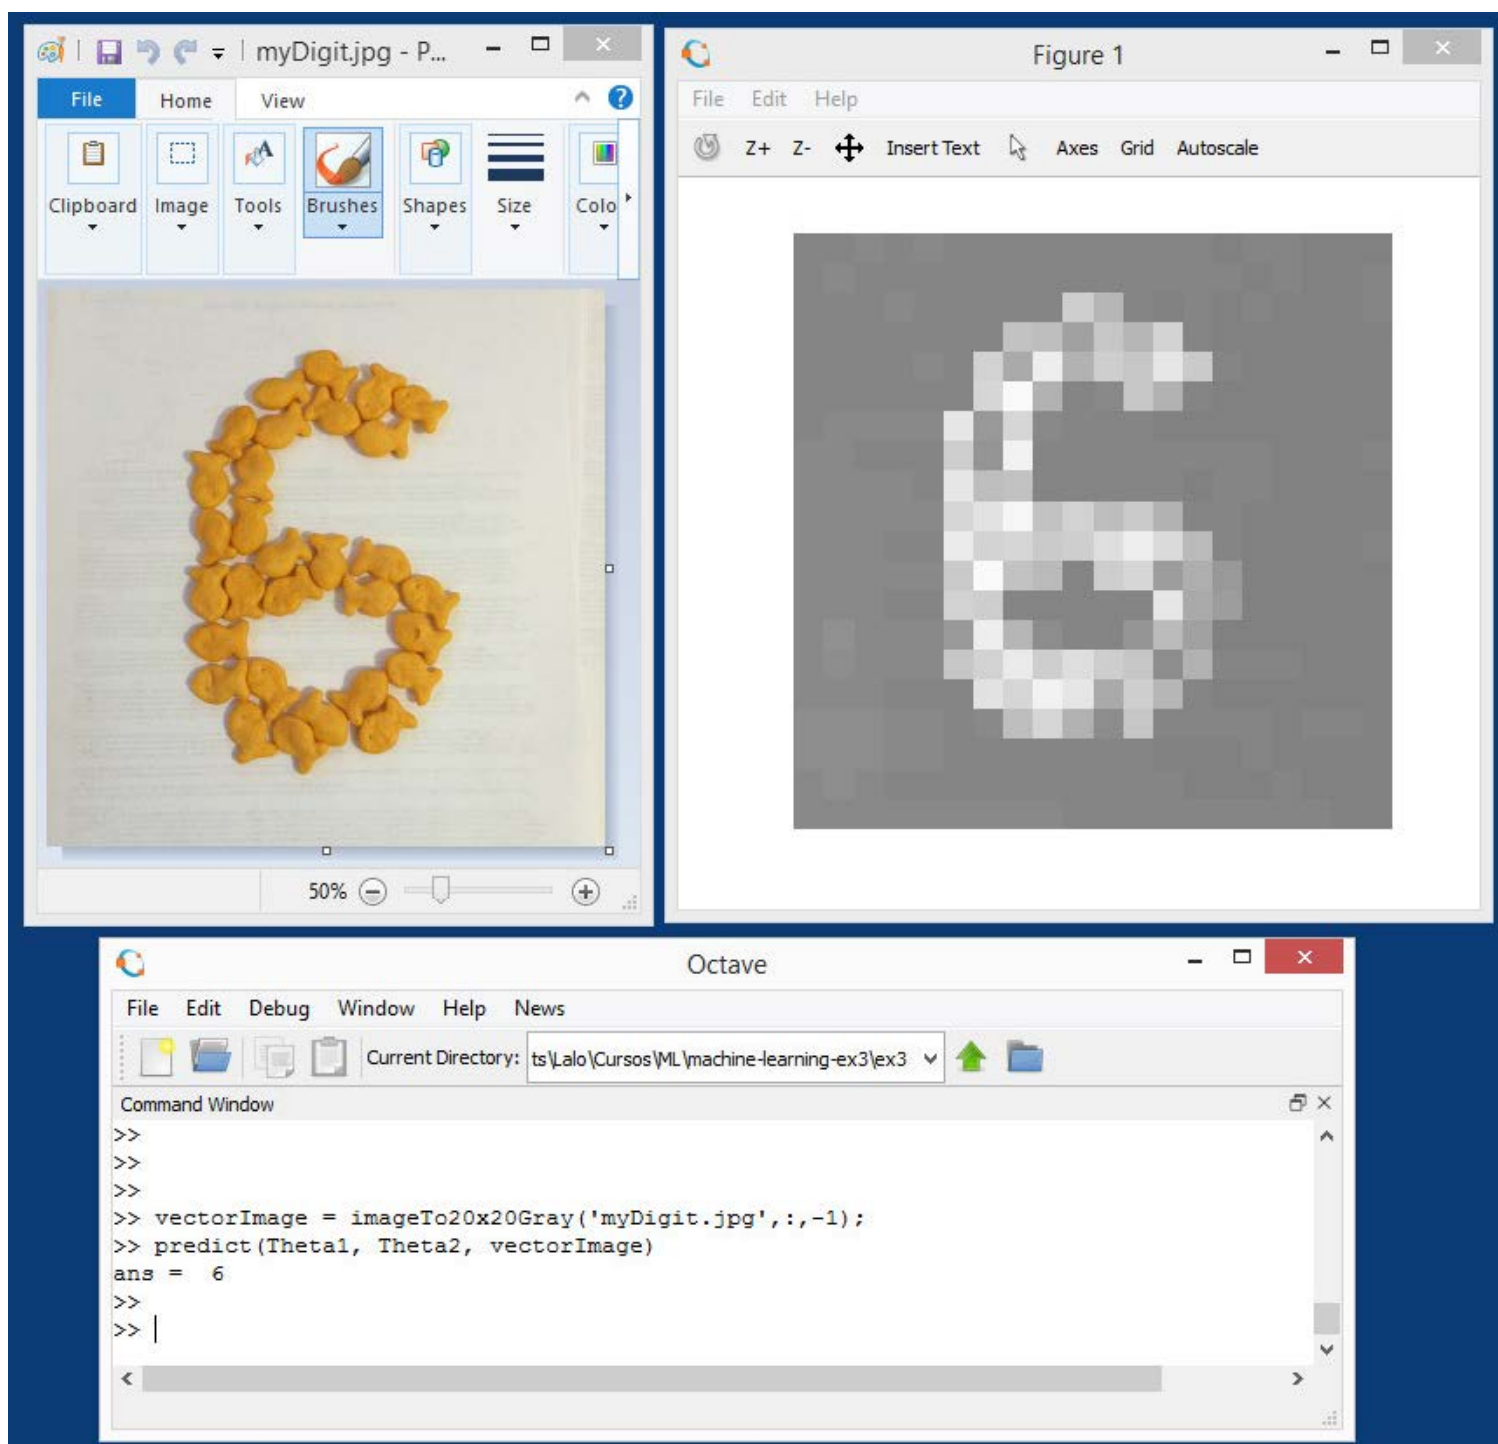 myDigit.jpg - P...
File Home View
Clipboard Image Tools Brushes Shapes Size Colo
50%
Figure 1
File Edit Help
Z+ Z- Insert Text Axes Grid Autoscale
Octave
File Edit Debug Window Help News
Current Directory: ts\Lalo\Cursos\ML\machine-learning-ex3\ex3
Command Window
>>
>>
>>
>> vectorImage = imageTo20x20Gray('myDigit.jpg',:,-1);
>> predict(Theta1, Theta2, vectorImage)
ans =  6
>>
>>